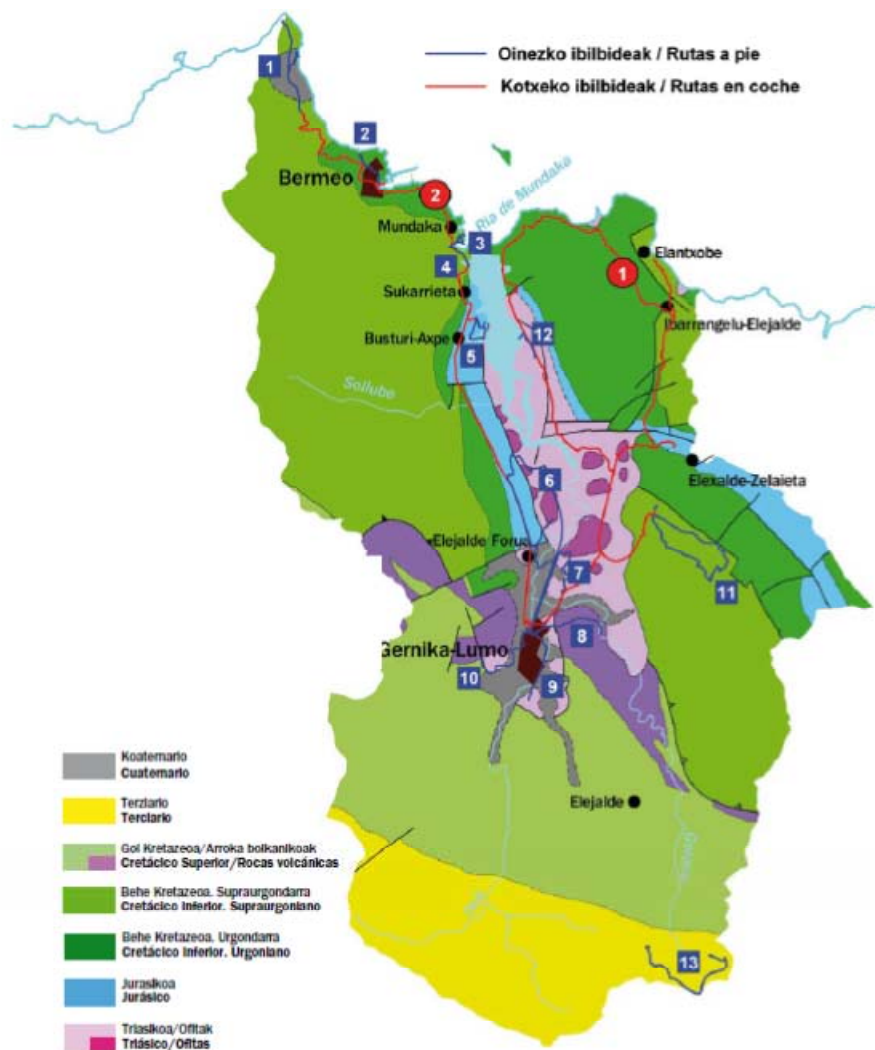 Oinezko ibilbideak / Rutas a pie
Kotxeko ibilbideak / Rutas en coche
1
2
Bermeo
2
Ria de Mundaka
Mundaka
3
Elantxobe
4
1
Sukarrieta
Ibarrangelu-Elejalde
Busturi-Axpe
5
12
Sollube
Elexalde-Zelaieta
6
Elejalde Forua
7
11
8
Gernika-Lumo
10
9
Elejalde
13
Koaternario
Cuaternario
Terziario
Terciario
Goi Kretazeoa/Arroka bolkanikoak
Cretácico Superior/Rocas volcánicas
Behe Kretazeoa. Supraurgondarra
Cretácico Inferior. Supraurgoniano
Behe Kretazeoa. Urgondarra
Cretácico Inferior. Urgoniano
Jurasikoa
Jurásico
Triasikoa/Ofitak
Triásico/Ofitas